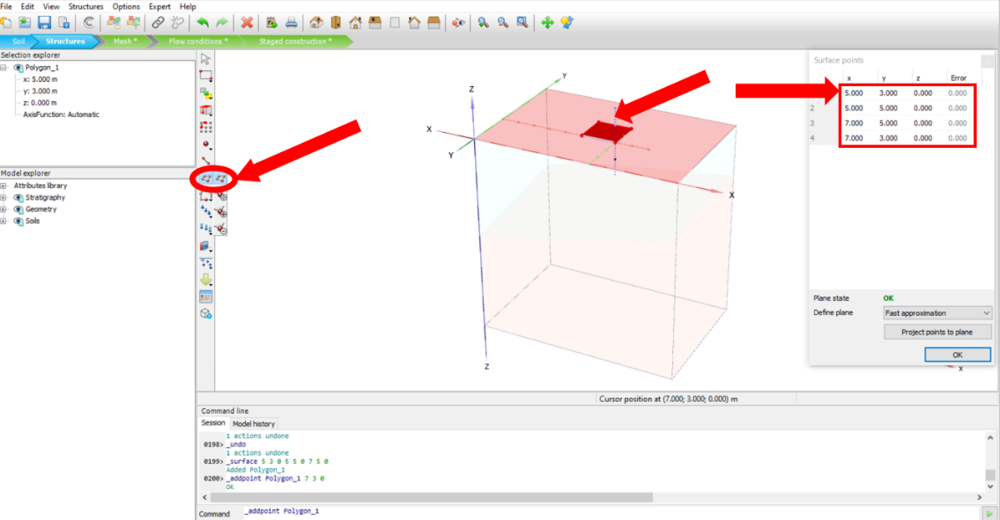 File Edit View Structures Options Expert Help
Soil Structures Mesh * Flow conditions * Staged construction *
Selection explorer
Polygon_1
x: 5.000 m
y: 3.000 m
z: 0.000 m
AxisFunction: Automatic
Model explorer
Attributes library
Stratigraphy
Geometry
Soils
Z
Y
X
Y
X
Z
x
Surface points
x y z Error
5.000 3.000 0.000 0.000
2 5.000 5.000 0.000 0.000
3 7.000 5.000 0.000 0.000
4 7.000 3.000 0.000 0.000
Plane state OK
Define plane Fast approximation
Project points to plane
OK
Cursor position at (7.000; 3.000; 0.000) m
Command line
Session Model history
1 actions undone
0198> _undo
1 actions undone
0199> _surface 5 3 0 5 5 0 7 5 0
Added Polygon_1
0200> _addpoint Polygon_1 7 3 0
OK
Command _addpoint Polygon_1